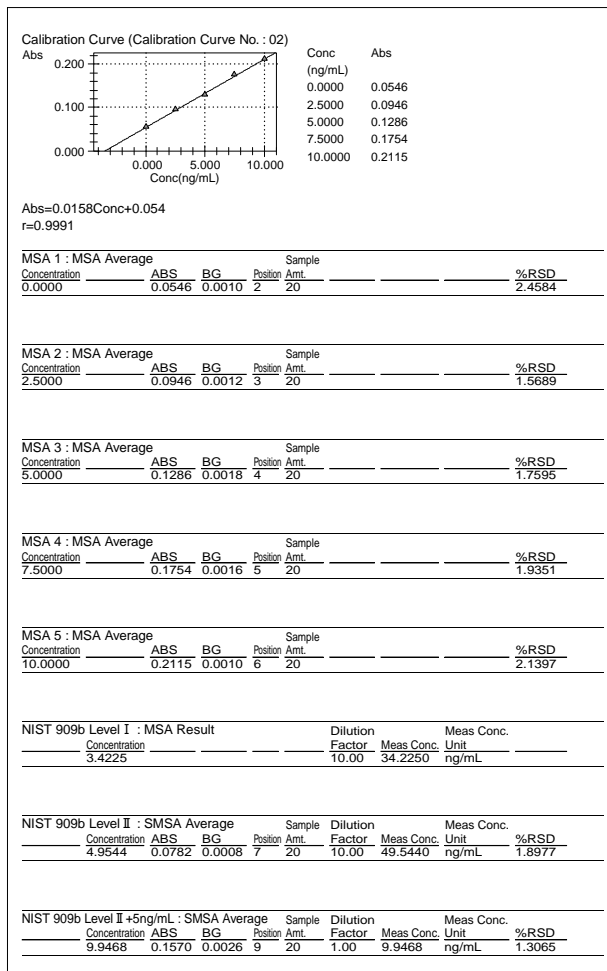 Calibration Curve (Calibration Curve No. : 02)
Abs
0.200
0.100
0.000
0.000 5.000 10.000
Conc(ng/mL)
Conc Abs
(ng/mL)
0.0000 0.0546
2.5000 0.0946
5.0000 0.1286
7.5000 0.1754
10.0000 0.2115
Abs=0.0158Conc+0.054
r=0.9991
MSA 1 : MSA Average Sample
Concentration ABS BG Position Amt. %RSD
0.0000 0.0546 0.0010 2 20 2.4584
MSA 2 : MSA Average Sample
Concentration ABS BG Position Amt. %RSD
2.5000 0.0946 0.0012 3 20 1.5689
MSA 3 : MSA Average Sample
Concentration ABS BG Position Amt. %RSD
5.0000 0.1286 0.0018 4 20 1.7595
MSA 4 : MSA Average Sample
Concentration ABS BG Position Amt. %RSD
7.5000 0.1754 0.0016 5 20 1.9351
MSA 5 : MSA Average Sample
Concentration ABS BG Position Amt. %RSD
10.0000 0.2115 0.0010 6 20 2.1397
NIST 909b Level Ⅰ : MSA Result Dilution Meas Conc.
Concentration Factor Meas Conc. Unit
3.4225 10.00 34.2250 ng/mL
NIST 909b Level Ⅱ : SMSA Average Sample Dilution Meas Conc.
Concentration ABS BG Position Amt. Factor Meas Conc. Unit %RSD
4.9544 0.0782 0.0008 7 20 10.00 49.5440 ng/mL 1.8977
NIST 909b Level Ⅱ +5ng/mL : SMSA Average Sample Dilution Meas Conc.
Concentration ABS BG Position Amt. Factor Meas Conc. Unit %RSD
9.9468 0.1570 0.0026 9 20 1.00 9.9468 ng/mL 1.3065